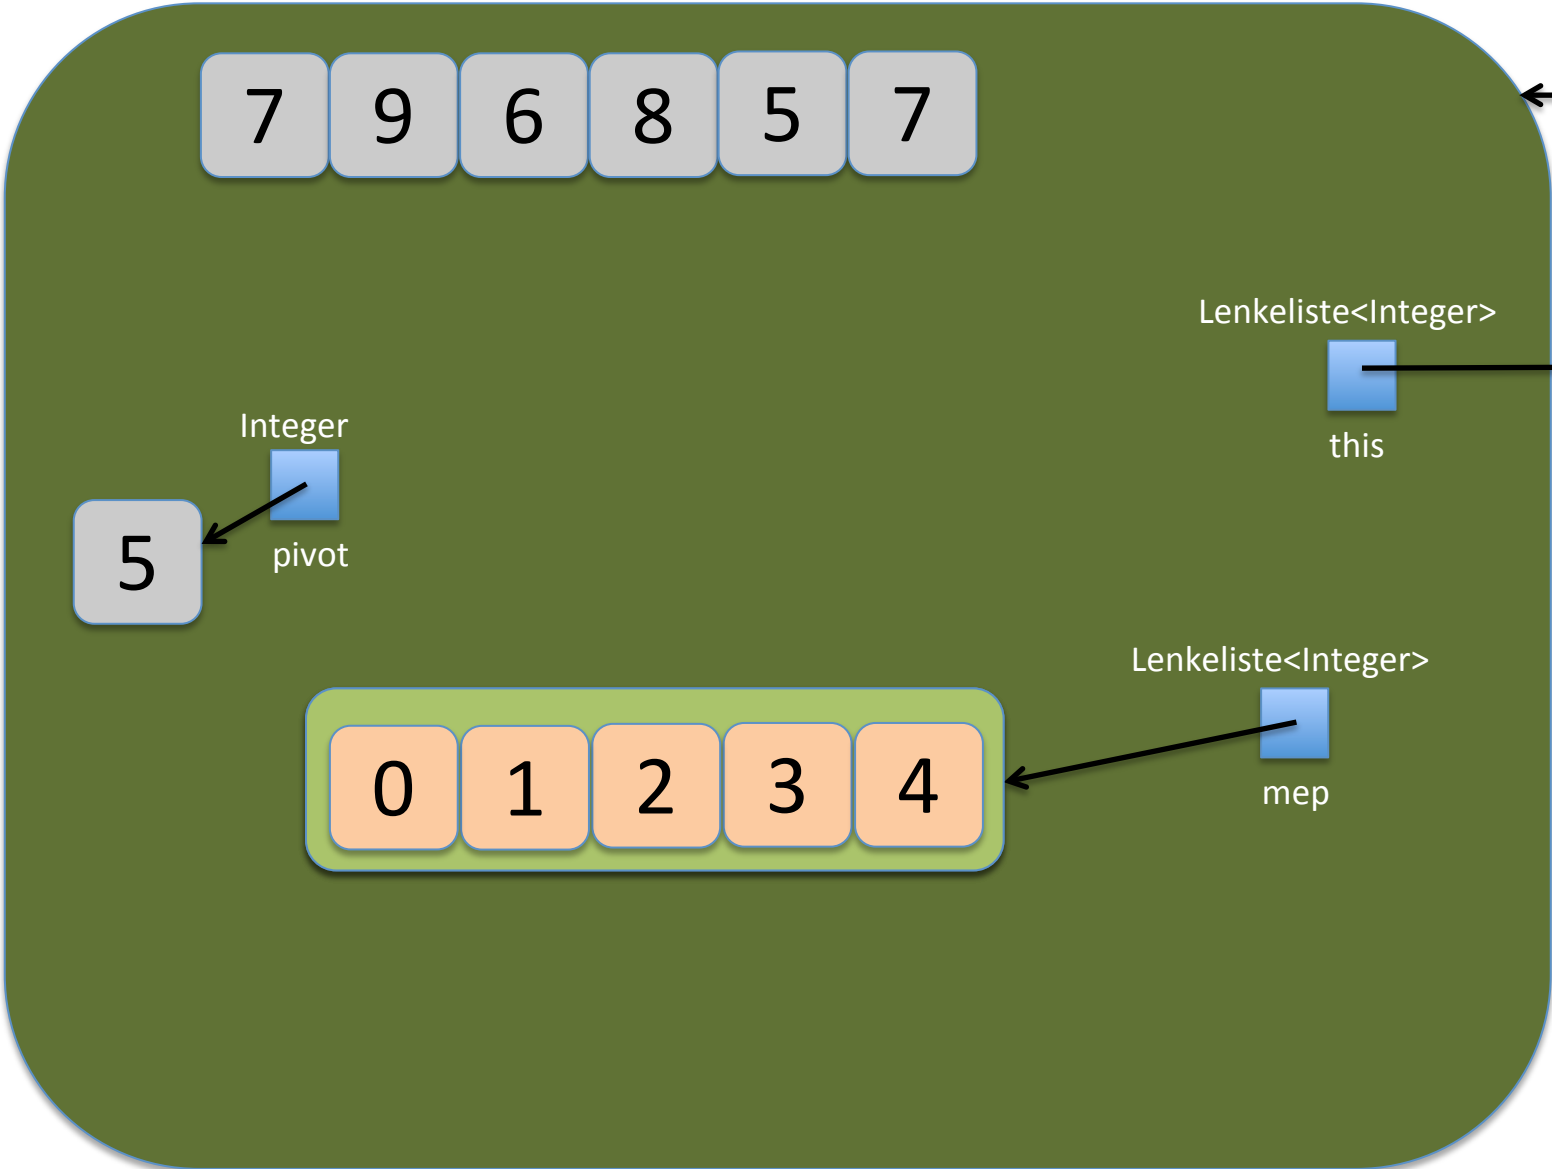 7 9 6 8 5 7
Lenkeliste<Integer>
this
Integer
pivot
5
Lenkeliste<Integer>
mep
0 1 2 3 4